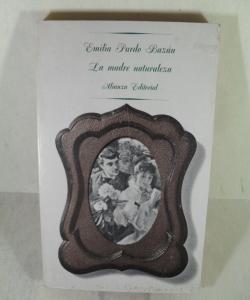 Emilia Pardo Bazán
La madre naturaleza
Alianza Editorial